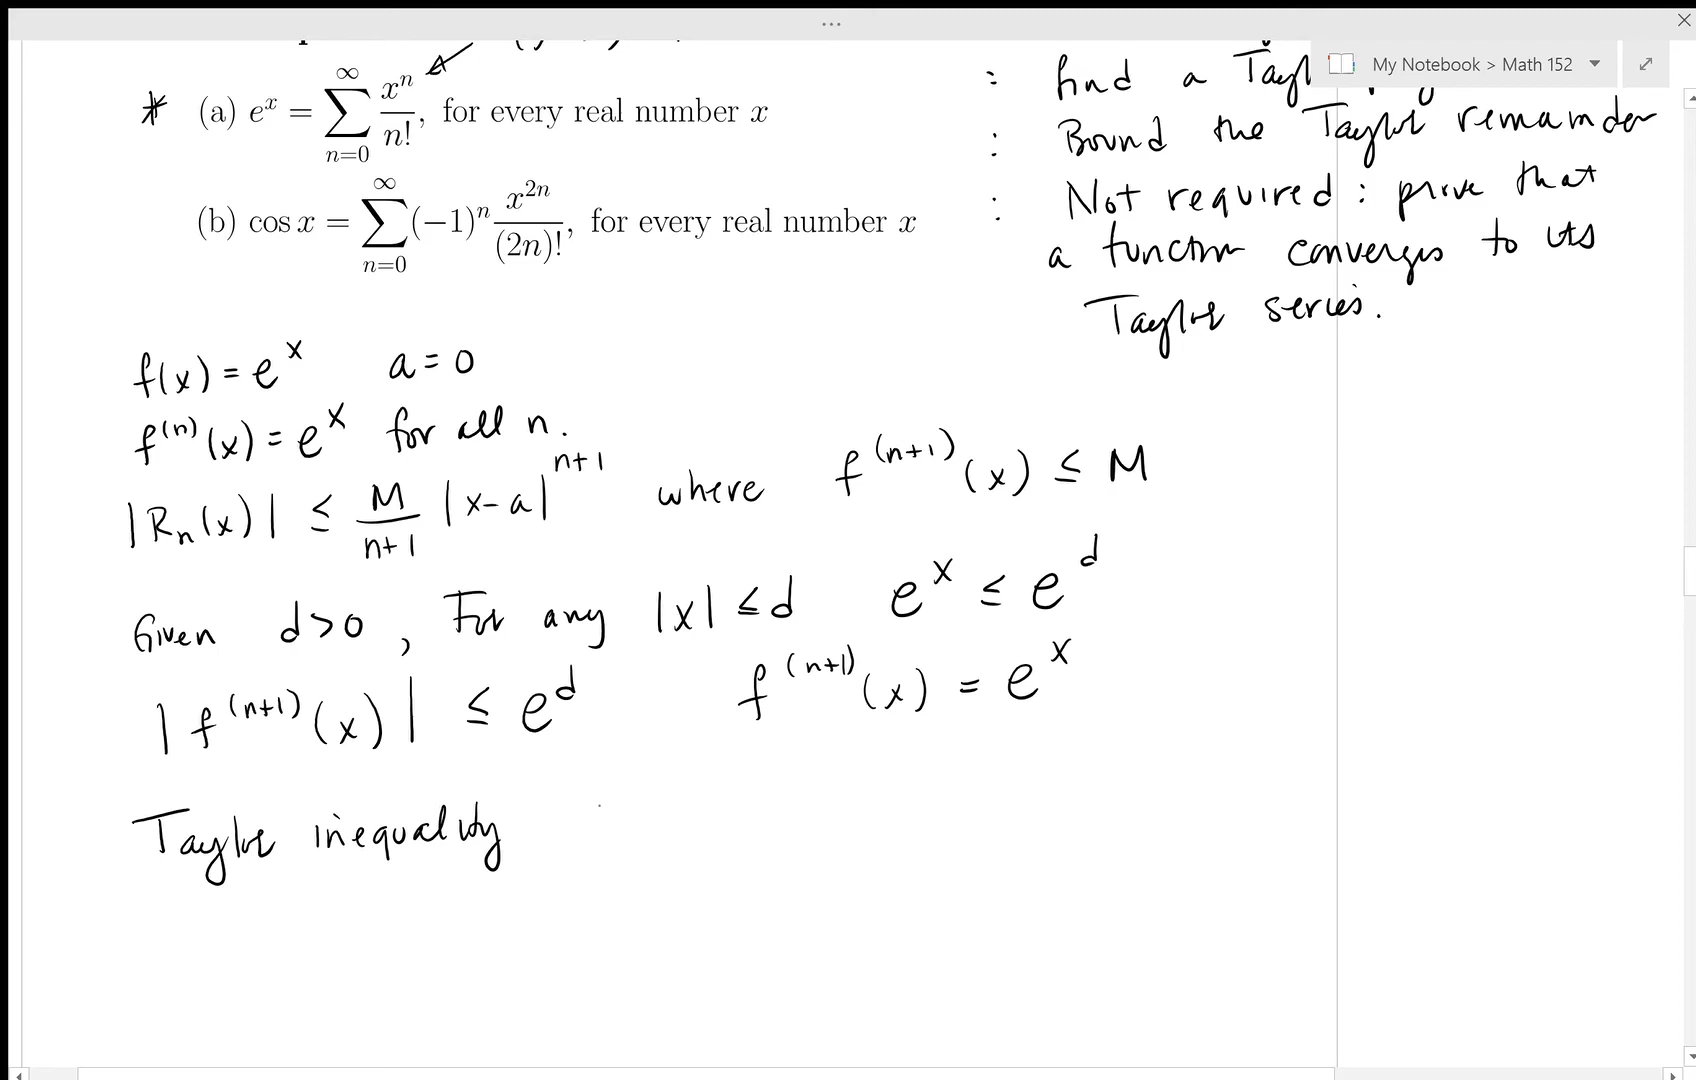 ...
My Notebook > Math 152
: find a
: Bound the Taylor remainder
: Not required : prove that
a function converges to its
Taylor series.
* (a) e^x = ∑_{n=0}^{∞} x^n/n!, for every real number x
(b) cos x = ∑_{n=0}^{∞} (−1)^n x^{2n}/(2n)!, for every real number x
f(x) = e^x a = 0
f^{(n)}(x) = e^x for all n.
|R_n(x)| ≤ M/n+1 |x-a|^{n+1} where f^{(n+1)}(x) ≤ M
Given d>0, For any |x| ≤ d e^x ≤ e^d
|f^{(n+1)}(x)| ≤ e^d f^{(n+1)}(x) = e^x
Taylor inequality